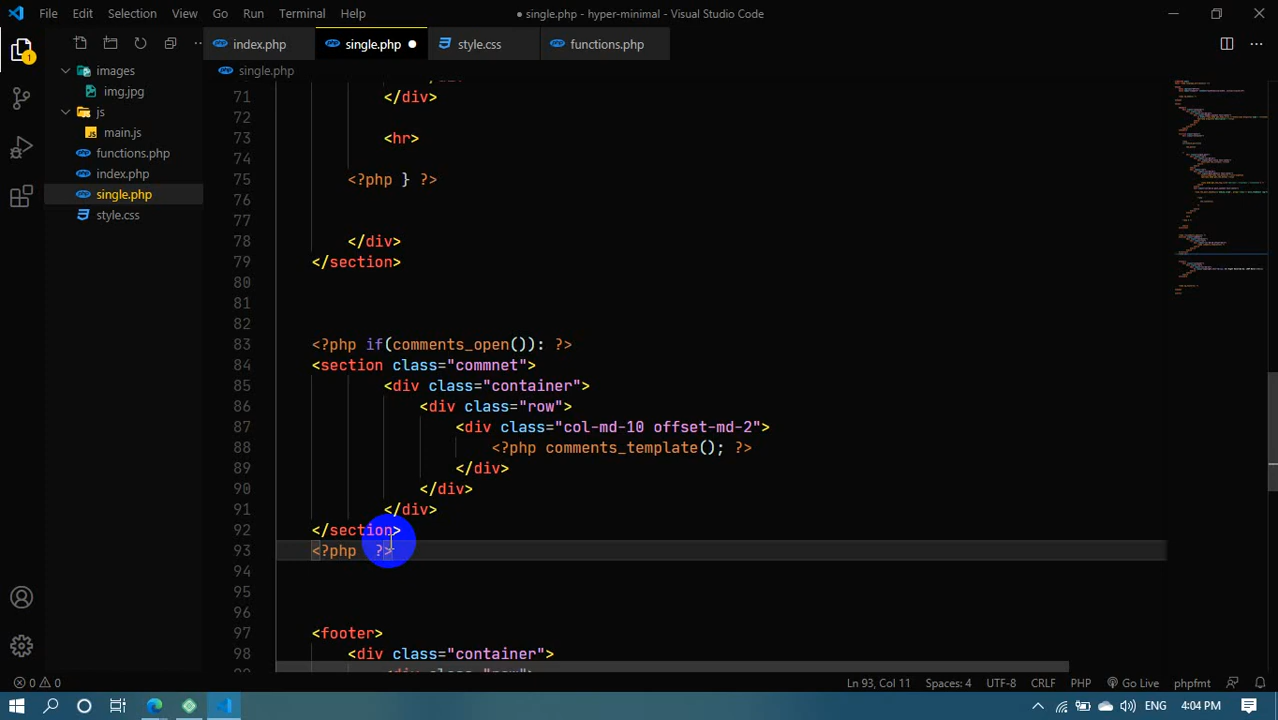 File Edit Selection View Go Run Terminal Help
● single.php - hyper-minimal - Visual Studio Code
index.php single.php style.css functions.php
images
single.php
img.jpg
js
main.js
functions.php
index.php
single.php
style.css
1
71 </div>
72
73 <hr>
74
75 <?php } ?>
76
77
78 </div>
79 </section>
80
81
82
83 <?php if(comments_open()): ?>
84 <section class="commnet">
85 <div class="container">
86 <div class="row">
87 <div class="col-md-10 offset-md-2">
88 <?php comments_template(); ?>
89 </div>
90 </div>
91 </div>
92 </section>
93 <?php  ?>
94
95
96
97 <footer>
98 <div class="container">
0 0 Ln 93, Col 11 Spaces: 4 UTF-8 CRLF PHP Go Live phpfmt
ENG 4:04 PM